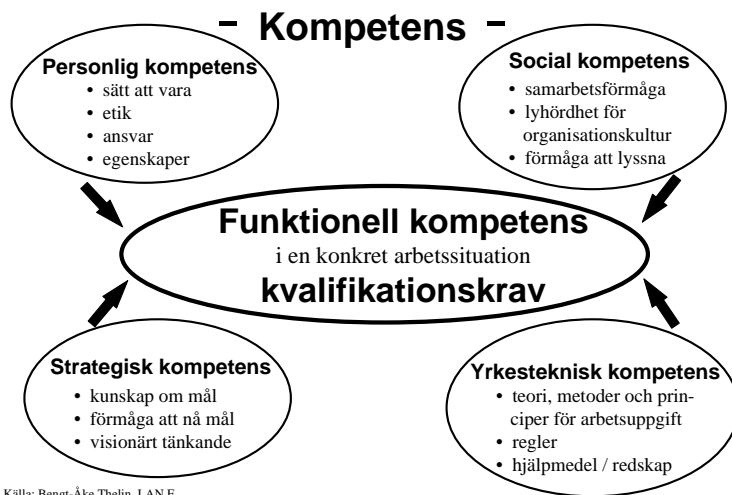 – Kompetens –
Personlig kompetens
• sätt att vara
• etik
• ansvar
• egenskaper
Social kompetens
• samarbetsförmåga
• lyhördhet för
organisationskultur
• förmåga att lyssna
Funktionell kompetens
i en konkret arbetssituation
kvalifikationskrav
Strategisk kompetens
• kunskap om mål
• förmåga att nå mål
• visionärt tänkande
Yrkesteknisk kompetens
• teori, metoder och prin-
ciper för arbetsuppgift
• regler
• hjälpmedel / redskap
Källa: Bengt-Åke Thelin, LAN E